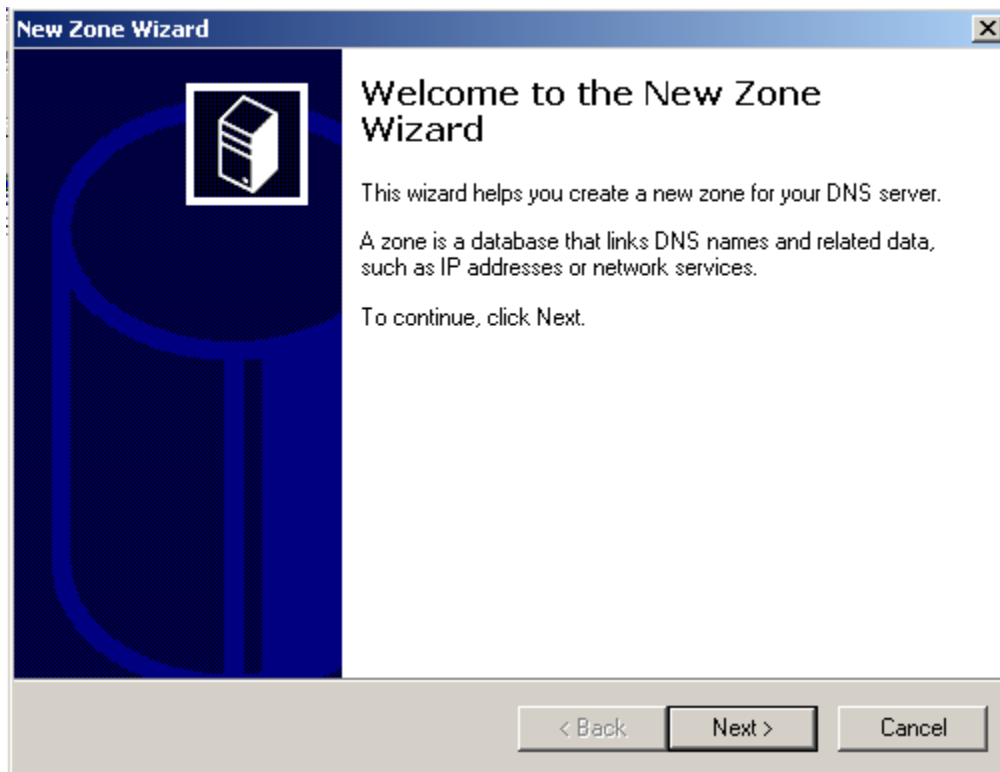 New Zone Wizard
Welcome to the New Zone
Wizard
This wizard helps you create a new zone for your DNS server.
A zone is a database that links DNS names and related data,
such as IP addresses or network services.
To continue, click Next.
< Back
Next >
Cancel